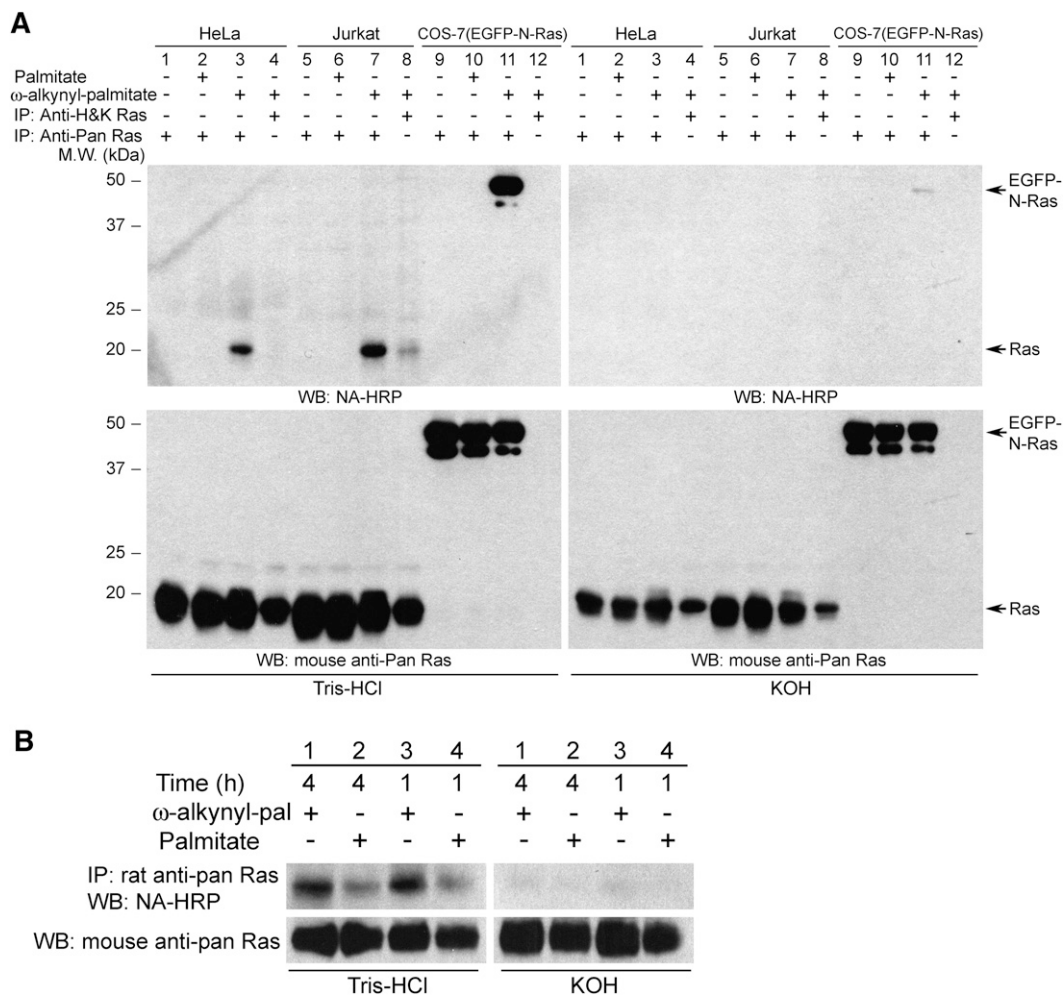 A
HeLa Jurkat COS-7(EGFP-N-Ras) HeLa Jurkat COS-7(EGFP-N-Ras)
1 2 3 4 5 6 7 8 9 10 11 12 1 2 3 4 5 6 7 8 9 10 11 12
Palmitate - + - - - + - - - + - - - + - - - + - - - + - -
ω-alkynyl-palmitate - - + + - - + + - - + + - - + + - - + + - - + +
IP: Anti-H&K Ras - - - + - - - + - - - + - - - + - - - + - - - +
IP: Anti-Pan Ras + + + - + + + - + + + - + + + - + + + - + + + -
M.W. (kDa)
50 –
37 –
25 –
20 –
EGFP-
N-Ras
Ras
WB: NA-HRP WB: NA-HRP
50 –
37 –
25 –
20 –
EGFP-
N-Ras
Ras
WB: mouse anti-Pan Ras WB: mouse anti-Pan Ras
Tris-HCl KOH
B
1 2 3 4 1 2 3 4
Time (h) 4 4 1 1 4 4 1 1
ω-alkynyl-pal + - + - + - + -
Palmitate - + - + - + - +
IP: rat anti-pan Ras
WB: NA-HRP
WB: mouse anti-pan Ras
Tris-HCl KOH